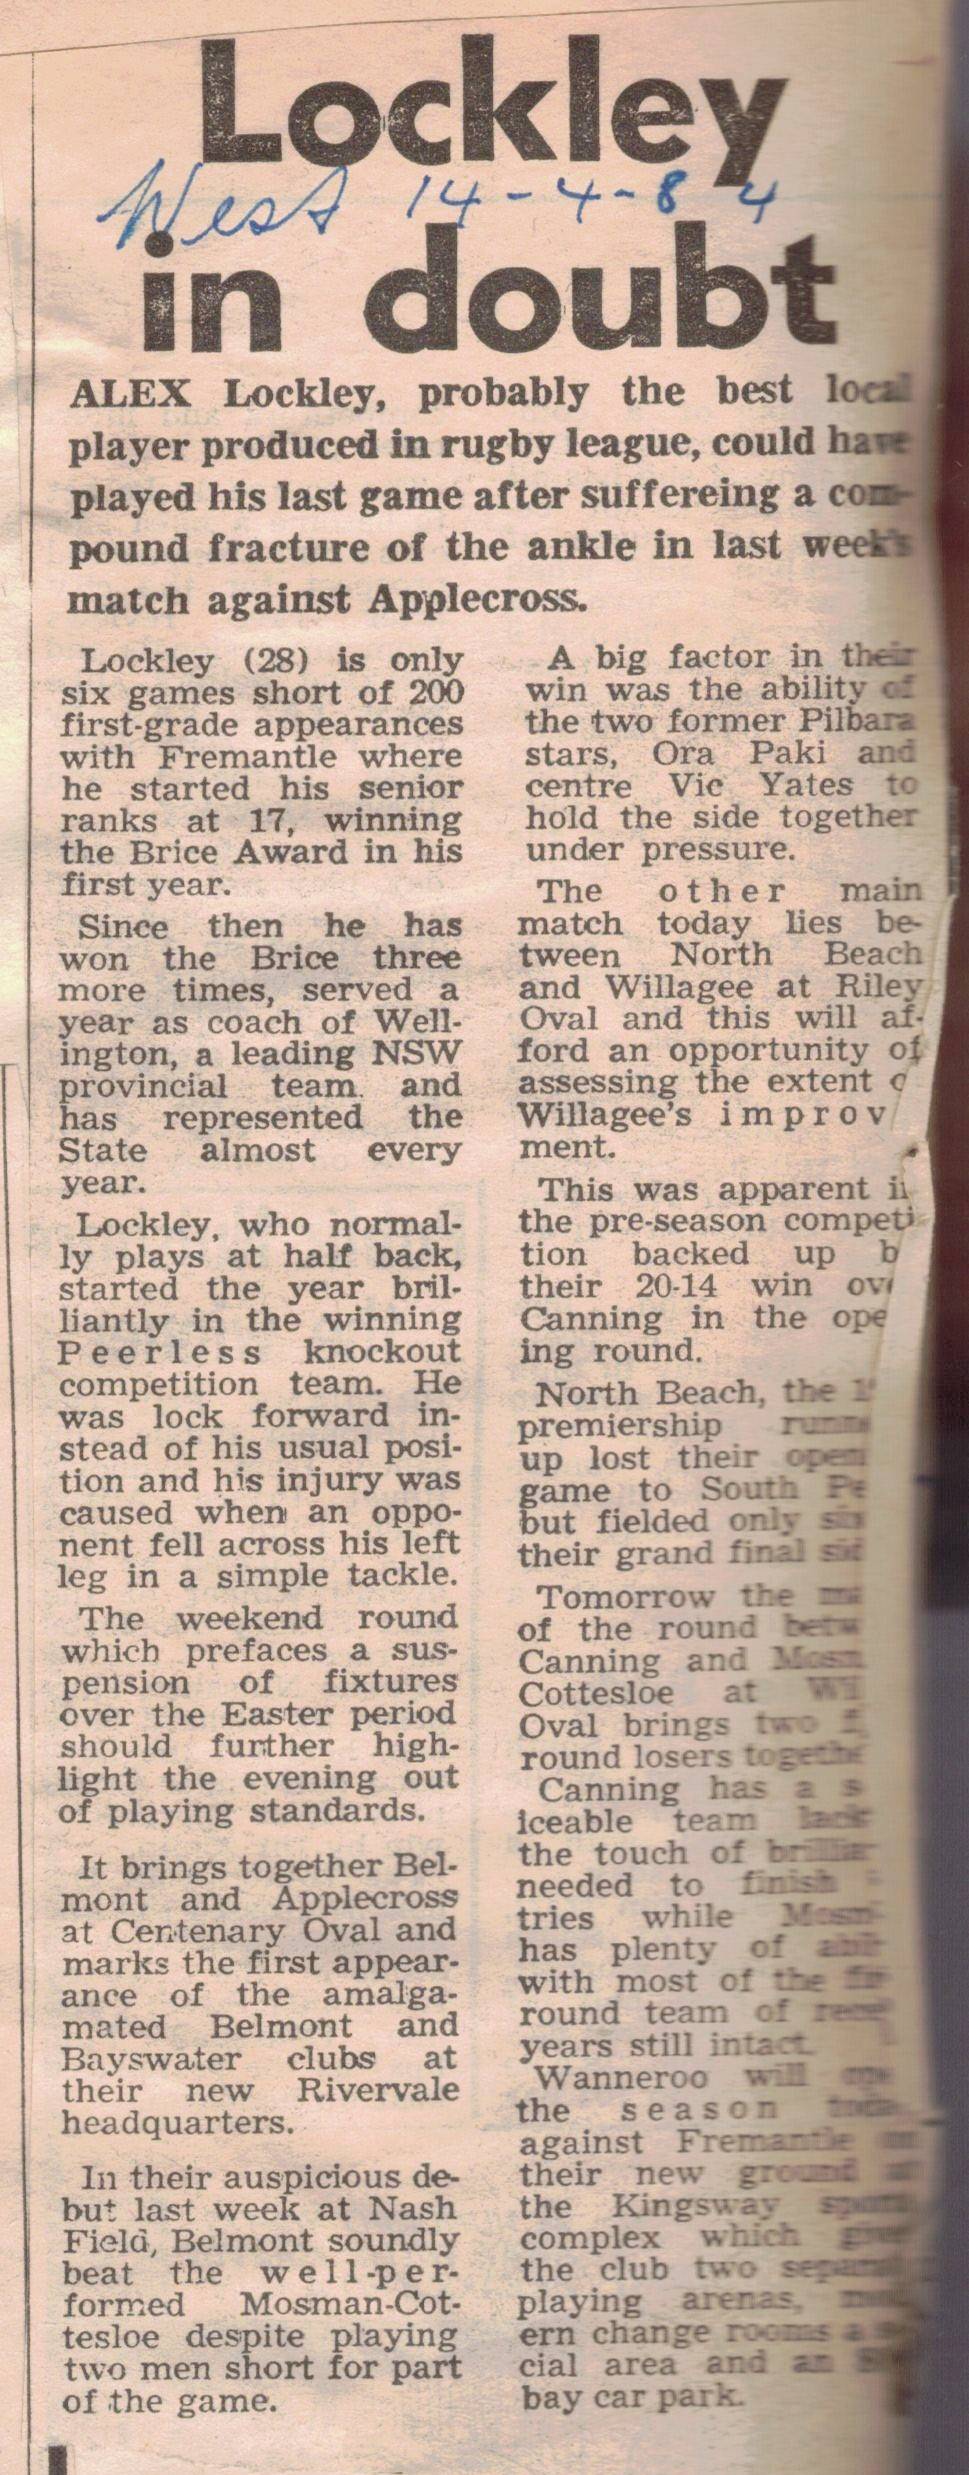 Lockley
West 14-4-84
in doubt
ALEX Lockley, probably the best local
player produced in rugby league, could have
played his last game after suffereing a com-
pound fracture of the ankle in last week's
match against Applecross.
Lockley (28) is only
six games short of 200
first-grade appearances
with Fremantle where
he started his senior
ranks at 17, winning
the Brice Award in his
first year.
Since then he has
won the Brice three
more times, served a
year as coach of Well-
ington, a leading NSW
provincial team. and
has represented the
State almost every
year.
Lockley, who normal-
ly plays at half back,
started the year bril-
liantly in the winning
Peerless knockout
competition team. He
was lock forward in-
stead of his usual posi-
tion and his injury was
caused when an oppo-
nent fell across his left
leg in a simple tackle.
The weekend round
which prefaces a sus-
pension of fixtures
over the Easter period
should further high-
light the evening out
of playing standards.
It brings together Bel-
mont and Applecross
at Centenary Oval and
marks the first appear-
ance of the amalga-
mated Belmont and
Bayswater clubs at
their new Rivervale
headquarters.
In their auspicious de-
but last week at Nash
Field, Belmont soundly
beat the well-per-
formed Mosman-Cot-
tesloe despite playing
two men short for part
of the game.
A big factor in their
win was the ability of
the two former Pilbara
stars, Ora Paki and
centre Vic Yates to
hold the side together
under pressure.
The other main
match today lies be-
tween North Beach
and Willagee at Riley
Oval and this will af-
ford an opportunity of
assessing the extent
Willagee's improv
ment.
This was apparent
the pre-season competi
tion backed up
their 20-14 win
Canning in the ope
ing round.
North Beach, the
premiership
up lost their
game to South
but fielded only
their grand final
Tomorrow the
of the round
Canning and
Cottesloe at
Oval brings two
round losers
Canning has a
iceable team
the touch of
needed to finish
tries while
has plenty of
with most of the
round team of
years still intact.
Wanneroo will
the season
against Fremantle
their new ground
the Kingsway
complex which
the club two
playing arenas,
ern change rooms a
cial area and an
bay car park.